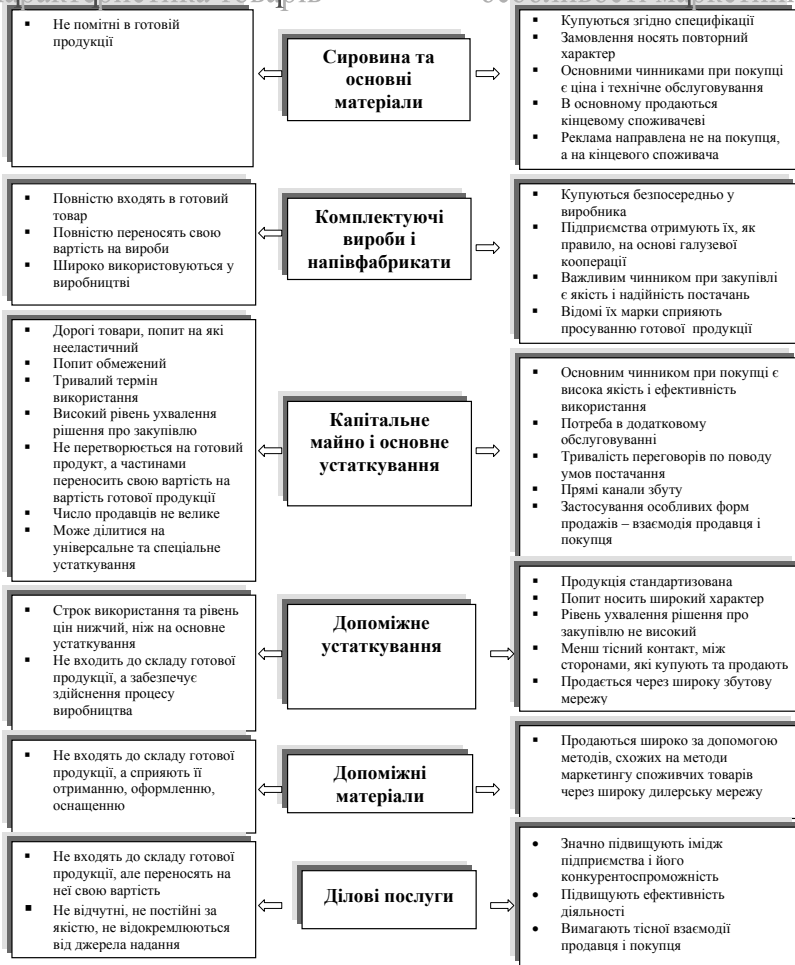 Не помітні в готовій
продукції
Сировина та
основні
матеріали
Купуються згідно специфікації
Замовлення носять повторний
характер
Основними чинниками при покупці
є ціна і технічне обслуговування
В основному продаються
кінцевому споживачеві
Реклама направлена не на покупця,
а на кінцевого споживача
Повністю входять в готовий
товар
Повністю переносять свою
вартість на вироби
Широко використовуються у
виробництві
Комплектуючі
вироби і
напівфабрикати
Купуються безпосередньо у
виробника
Підприємства отримують їх, як
правило, на основі галузевої
кооперації
Важливим чинником при закупівлі
є якість і надійність постачань
Відомі їх марки сприяють
просуванню готової продукції
Дорогі товари, попит на які
нееластичний
Попит обмежений
Тривалий термін
використання
Високий рівень ухвалення
рішення про закупівлю
Не перетворюється на готовий
продукт, а частинами
переносить свою вартість на
вартість готової продукції
Число продавців не велике
Може ділитися на
універсальне та спеціальне
устаткування
Капітальне
майно і основне
устаткування
Основним чинником при покупці є
висока якість і ефективність
використання
Потреба в додатковому
обслуговуванні
Тривалість переговорів по поводу
умов постачання
Прямі канали збуту
Застосування особливих форм
продажів – взаємодія продавця і
покупця
Строк використання та рівень
цін нижчий, ніж на основне
устаткування
Не входить до складу готової
продукції, а забезпечує
здійснення процесу
виробництва
Допоміжне
устаткування
Продукція стандартизована
Попит носить широкий характер
Рівень ухвалення рішення про
закупівлю не високий
Менш тісний контакт, між
сторонами, які купують та продають
Продається через широку збутову
мережу
Не входять до складу готової
продукції, а сприяють її
отриманню, оформленню,
оснащенню
Допоміжні
матеріали
Продаються широко за допомогою
методів, схожих на методи
маркетингу споживчих товарів
через широку дилерську мережу
Не входять до складу готової
продукції, але переносять на
неї свою вартість
Не відчутні, не постійні за
якістю, не відокремлюються
від джерела надання
Ділові послуги
Значно підвищують імідж
підприємства і його
конкурентоспроможність
Підвищують ефективність
діяльності
Вимагають тісної взаємодії
продавця і покупця